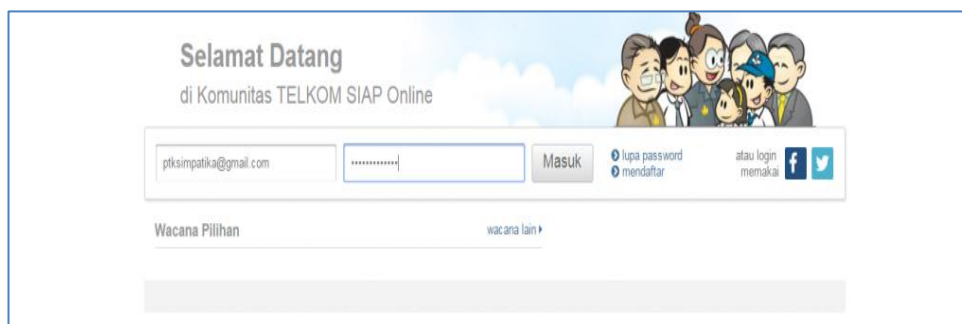 Selamat Datang
di Komunitas TELKOM SIAP Online
ptksimpatika@gmail.com ············ Masuk
lupa password
mendaftar
atau login
memakai
Wacana Pilihan wacana lain